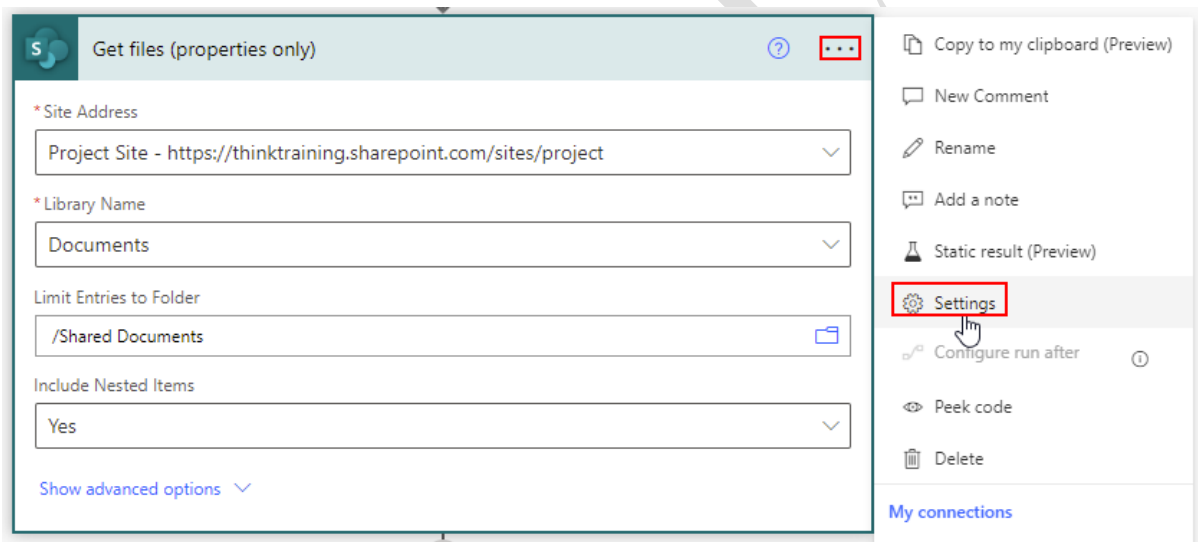 S
Get files (properties only)
* Site Address
Project Site - https://thinktraining.sharepoint.com/sites/project
* Library Name
Documents
Limit Entries to Folder
/Shared Documents
Include Nested Items
Yes
Show advanced options
Copy to my clipboard (Preview)
New Comment
Rename
Add a note
Static result (Preview)
Settings
Configure run after
Peek code
Delete
My connections